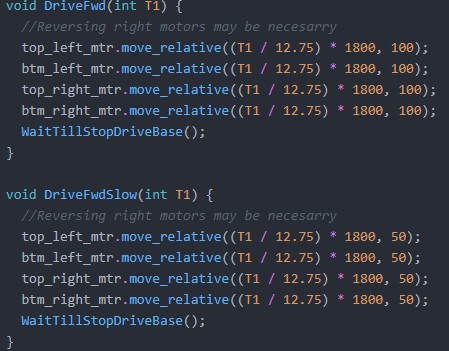 void DriveFwd(int T1) {
//Reversing right motors may be necesarry
top_left_mtr.move_relative((T1 / 12.75) * 1800, 100);
btm_left_mtr.move_relative((T1 / 12.75) * 1800, 100);
top_right_mtr.move_relative((T1 / 12.75) * 1800, 100);
btm_right_mtr.move_relative((T1 / 12.75) * 1800, 100);
WaitTillStopDriveBase();
}
void DriveFwdSlow(int T1) {
//Reversing right motors may be necesarry
top_left_mtr.move_relative((T1 / 12.75) * 1800, 50);
btm_left_mtr.move_relative((T1 / 12.75) * 1800, 50);
top_right_mtr.move_relative((T1 / 12.75) * 1800, 50);
btm_right_mtr.move_relative((T1 / 12.75) * 1800, 50);
WaitTillStopDriveBase();
}